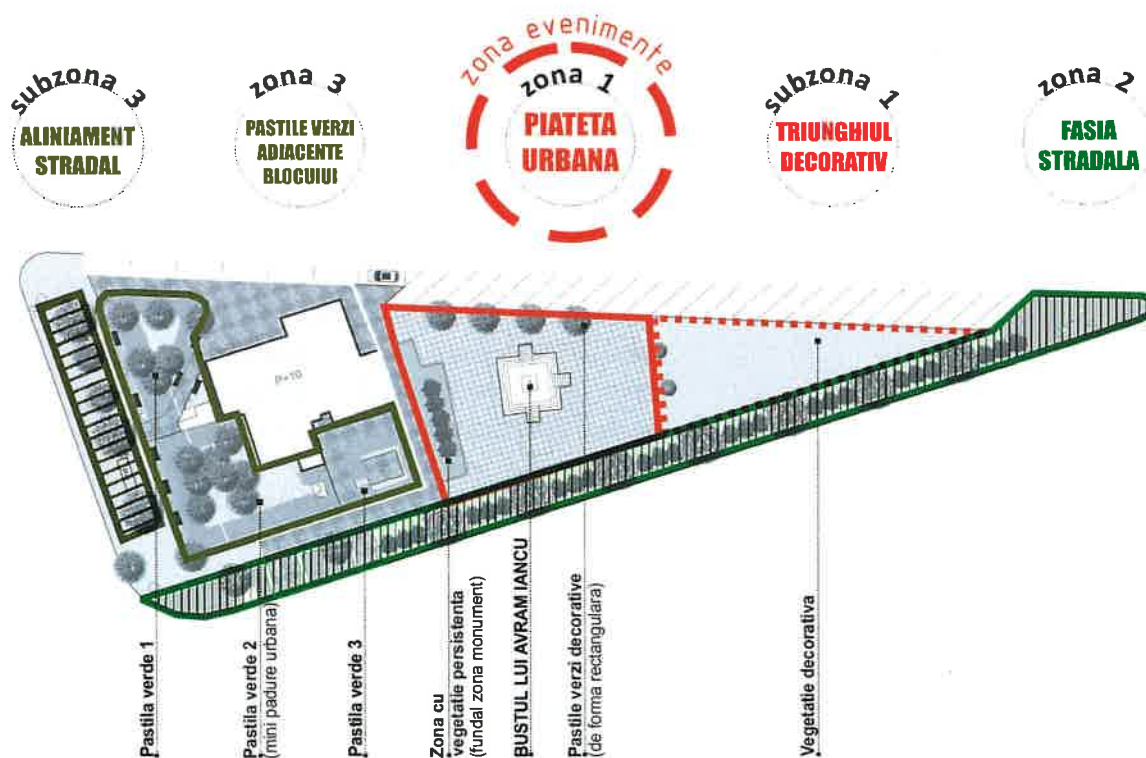 subzona 3
ALINIAMENT
STRADAL
zona 3
PASTILE VERZI
ADIACENTE
BLOCUIUI
zona evenimente
zona 1
PIATETA
URBANA
subzona 1
TRIUNGHIUL
DECORATIV
zona 2
FASIA
STRADALA
P+10
Pastila verde 1
Pastila verde 2
(mini padure urbana)
Pastila verde 3
Zona cu
vegetatie persistenta
(fundal zona monument)
BUSTUL LUI AVRAM IANCU
Pastile verzi decorative
(de forma rectangulara)
Vegetatie decorativa